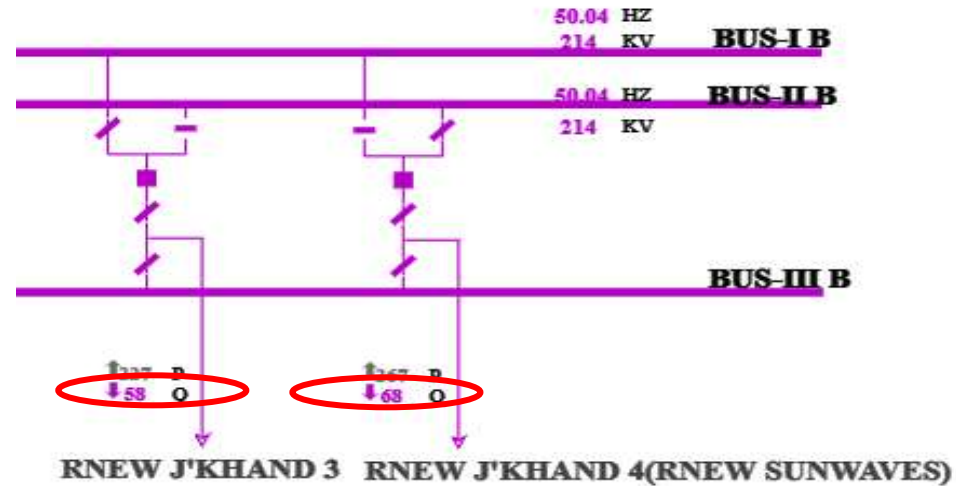 50.04 HZ
214 KV BUS-I B
50.04 HZ BUS-II B
214 KV
BUS-III B
P P
58 Q 68 Q
RNEW J'KHAND 3 RNEW J'KHAND 4(RNEW SUNWAVES)